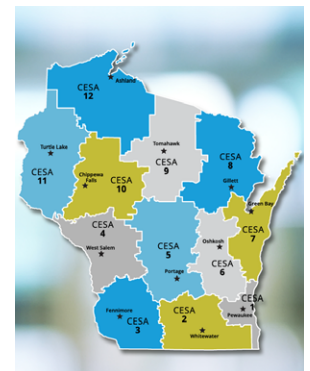 Ashland
CESA
12
Turtle Lake
CESA
11
Chippewa
Falls
CESA
10
Tomahawk
CESA
9
CESA
8
Gillett
Green Bay
CESA
7
CESA
4
West Salem
CESA
5
Portage
Oshkosh
CESA
6
CESA
1
Pewaukee
Fennimore
CESA
3
CESA
2
Whitewater